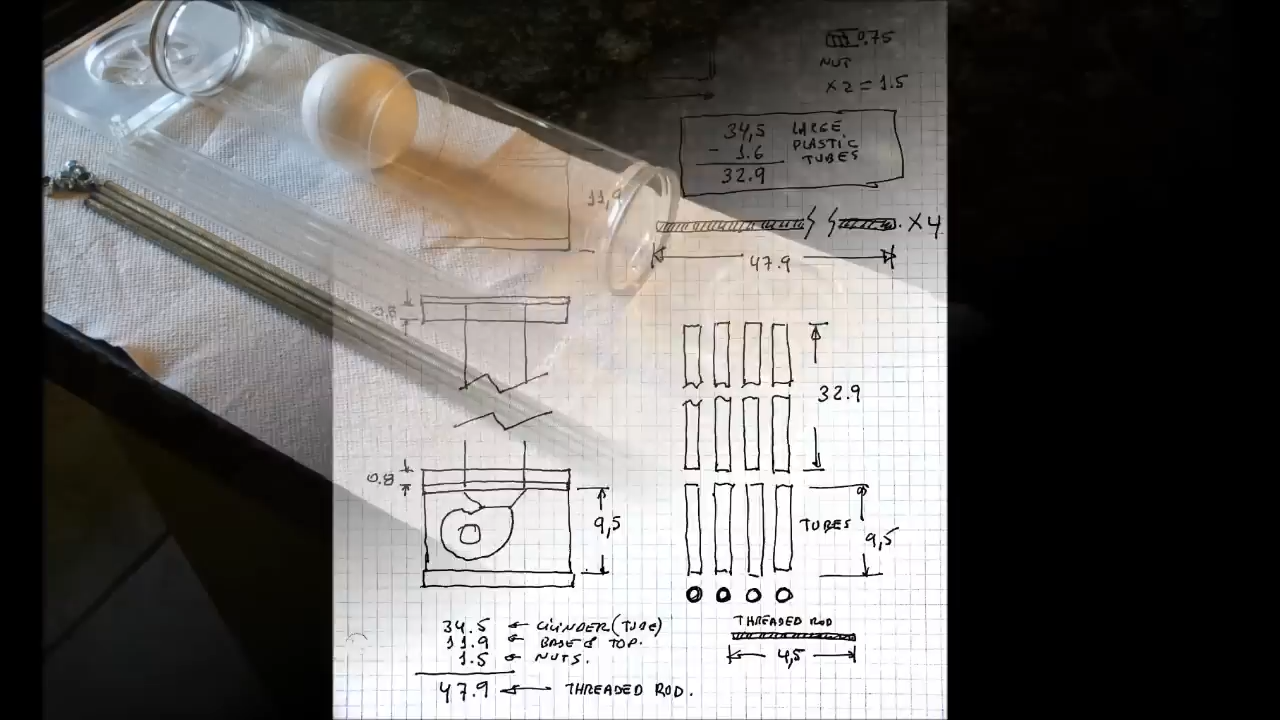 0.75
NUT
x 2 = 1.5
34,5 LARGE
- 1.6 PLASTIC
TUBES
32.9
11,9
x4
47.9
0,8
32.9
0.8
9,5
TUBES
9,5
34.5 ← CILINDER (TUBE)
11.9 ← BASE & TOP.
1.5 ← NUTS.
47.9 ← THREADED ROD.
THREADED ROD
4,5